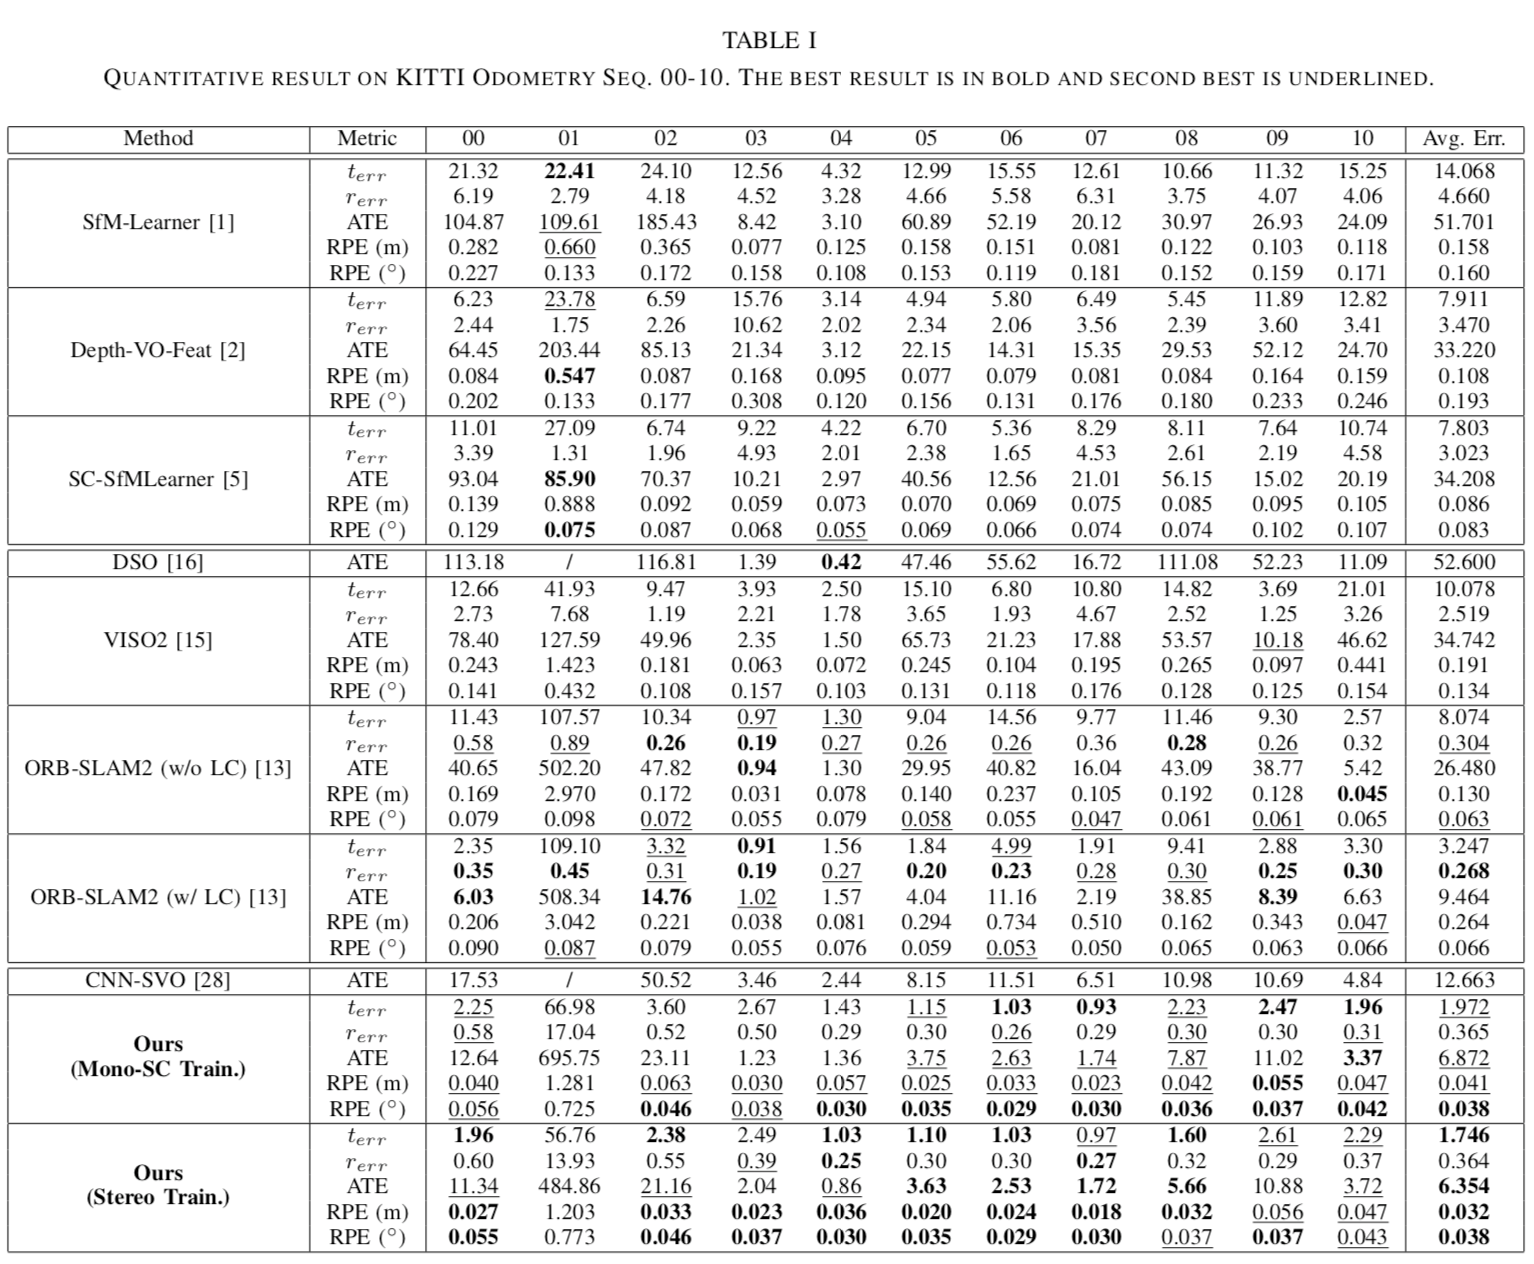 TABLE I
QUANTITATIVE RESULT ON KITTI ODOMETRY SEQ. 00-10. THE BEST RESULT IS IN BOLD AND SECOND BEST IS UNDERLINED.
Method Metric 00 01 02 03 04 05 06 07 08 09 10 Avg. Err.
t_err 21.32 22.41 24.10 12.56 4.32 12.99 15.55 12.61 10.66 11.32 15.25 14.068
r_err 6.19 2.79 4.18 4.52 3.28 4.66 5.58 6.31 3.75 4.07 4.06 4.660
SfM-Learner [1] ATE 104.87 109.61 185.43 8.42 3.10 60.89 52.19 20.12 30.97 26.93 24.09 51.701
RPE (m) 0.282 0.660 0.365 0.077 0.125 0.158 0.151 0.081 0.122 0.103 0.118 0.158
RPE (°) 0.227 0.133 0.172 0.158 0.108 0.153 0.119 0.181 0.152 0.159 0.171 0.160
t_err 6.23 23.78 6.59 15.76 3.14 4.94 5.80 6.49 5.45 11.89 12.82 7.911
r_err 2.44 1.75 2.26 10.62 2.02 2.34 2.06 3.56 2.39 3.60 3.41 3.470
Depth-VO-Feat [2] ATE 64.45 203.44 85.13 21.34 3.12 22.15 14.31 15.35 29.53 52.12 24.70 33.220
RPE (m) 0.084 0.547 0.087 0.168 0.095 0.077 0.079 0.081 0.084 0.164 0.159 0.108
RPE (°) 0.202 0.133 0.177 0.308 0.120 0.156 0.131 0.176 0.180 0.233 0.246 0.193
t_err 11.01 27.09 6.74 9.22 4.22 6.70 5.36 8.29 8.11 7.64 10.74 7.803
r_err 3.39 1.31 1.96 4.93 2.01 2.38 1.65 4.53 2.61 2.19 4.58 3.023
SC-SfMLearner [5] ATE 93.04 85.90 70.37 10.21 2.97 40.56 12.56 21.01 56.15 15.02 20.19 34.208
RPE (m) 0.139 0.888 0.092 0.059 0.073 0.070 0.069 0.075 0.085 0.095 0.105 0.086
RPE (°) 0.129 0.075 0.087 0.068 0.055 0.069 0.066 0.074 0.074 0.102 0.107 0.083
DSO [16] ATE 113.18 / 116.81 1.39 0.42 47.46 55.62 16.72 111.08 52.23 11.09 52.600
t_err 12.66 41.93 9.47 3.93 2.50 15.10 6.80 10.80 14.82 3.69 21.01 10.078
r_err 2.73 7.68 1.19 2.21 1.78 3.65 1.93 4.67 2.52 1.25 3.26 2.519
VISO2 [15] ATE 78.40 127.59 49.96 2.35 1.50 65.73 21.23 17.88 53.57 10.18 46.62 34.742
RPE (m) 0.243 1.423 0.181 0.063 0.072 0.245 0.104 0.195 0.265 0.097 0.441 0.191
RPE (°) 0.141 0.432 0.108 0.157 0.103 0.131 0.118 0.176 0.128 0.125 0.154 0.134
t_err 11.43 107.57 10.34 0.97 1.30 9.04 14.56 9.77 11.46 9.30 2.57 8.074
r_err 0.58 0.89 0.26 0.19 0.27 0.26 0.26 0.36 0.28 0.26 0.32 0.304
ORB-SLAM2 (w/o LC) [13] ATE 40.65 502.20 47.82 0.94 1.30 29.95 40.82 16.04 43.09 38.77 5.42 26.480
RPE (m) 0.169 2.970 0.172 0.031 0.078 0.140 0.237 0.105 0.192 0.128 0.045 0.130
RPE (°) 0.079 0.098 0.072 0.055 0.079 0.058 0.055 0.047 0.061 0.061 0.065 0.063
t_err 2.35 109.10 3.32 0.91 1.56 1.84 4.99 1.91 9.41 2.88 3.30 3.247
r_err 0.35 0.45 0.31 0.19 0.27 0.20 0.23 0.28 0.30 0.25 0.30 0.268
ORB-SLAM2 (w/ LC) [13] ATE 6.03 508.34 14.76 1.02 1.57 4.04 11.16 2.19 38.85 8.39 6.63 9.464
RPE (m) 0.206 3.042 0.221 0.038 0.081 0.294 0.734 0.510 0.162 0.343 0.047 0.264
RPE (°) 0.090 0.087 0.079 0.055 0.076 0.059 0.053 0.050 0.065 0.063 0.066 0.066
CNN-SVO [28] ATE 17.53 / 50.52 3.46 2.44 8.15 11.51 6.51 10.98 10.69 4.84 12.663
t_err 2.25 66.98 3.60 2.67 1.43 1.15 1.03 0.93 2.23 2.47 1.96 1.972
Ours r_err 0.58 17.04 0.52 0.50 0.29 0.30 0.26 0.29 0.30 0.30 0.31 0.365
(Mono-SC Train.) ATE 12.64 695.75 23.11 1.23 1.36 3.75 2.63 1.74 7.87 11.02 3.37 6.872
RPE (m) 0.040 1.281 0.063 0.030 0.057 0.025 0.033 0.023 0.042 0.055 0.047 0.041
RPE (°) 0.056 0.725 0.046 0.038 0.030 0.035 0.029 0.030 0.036 0.037 0.042 0.038
t_err 1.96 56.76 2.38 2.49 1.03 1.10 1.03 0.97 1.60 2.61 2.29 1.746
Ours r_err 0.60 13.93 0.55 0.39 0.25 0.30 0.30 0.27 0.32 0.29 0.37 0.364
(Stereo Train.) ATE 11.34 484.86 21.16 2.04 0.86 3.63 2.53 1.72 5.66 10.88 3.72 6.354
RPE (m) 0.027 1.203 0.033 0.023 0.036 0.020 0.024 0.018 0.032 0.056 0.047 0.032
RPE (°) 0.055 0.773 0.046 0.037 0.030 0.035 0.029 0.030 0.037 0.037 0.043 0.038